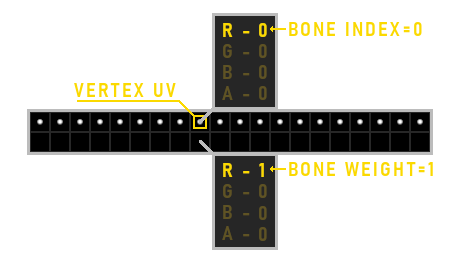 R - 0
BONE INDEX=0
G - 0
B - 0
A - 0
VERTEX UV
R - 1
BONE WEIGHT=1
G - 0
B - 0
A - 0